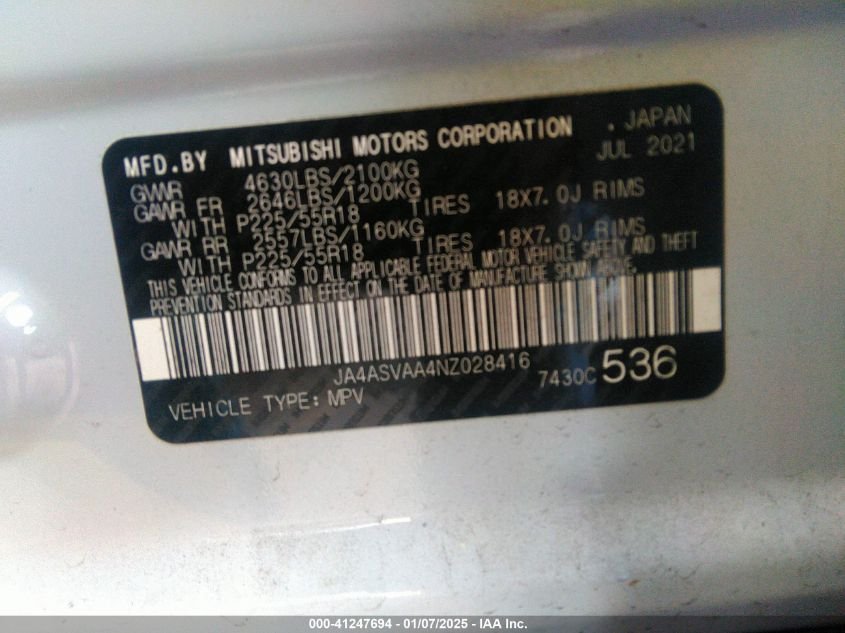 MFD.BY MITSUBISHI MOTORS CORPORATION . JAPAN
GVWR 4630LBS/2100KG JUL 2021
GAWR FR 2646LBS/1200KG
WITH P225/55R18 TIRES 18X7.0J RIMS
GAWR RR 2557LBS/1160KG
WITH P225/55R18 TIRES 18X7.0J RIMS
THIS VEHICLE CONFORMS TO ALL APPLICABLE FEDERAL MOTOR VEHICLE SAFETY AND THEFT
PREVENTION STANDARDS IN EFFECT ON THE DATE OF MANUFACTURE SHOWN ABOVE.
JA4ASVAA4NZ028416 7430C 536
VEHICLE TYPE: MPV
000-41247694 - 01/07/2025 - IAA Inc.